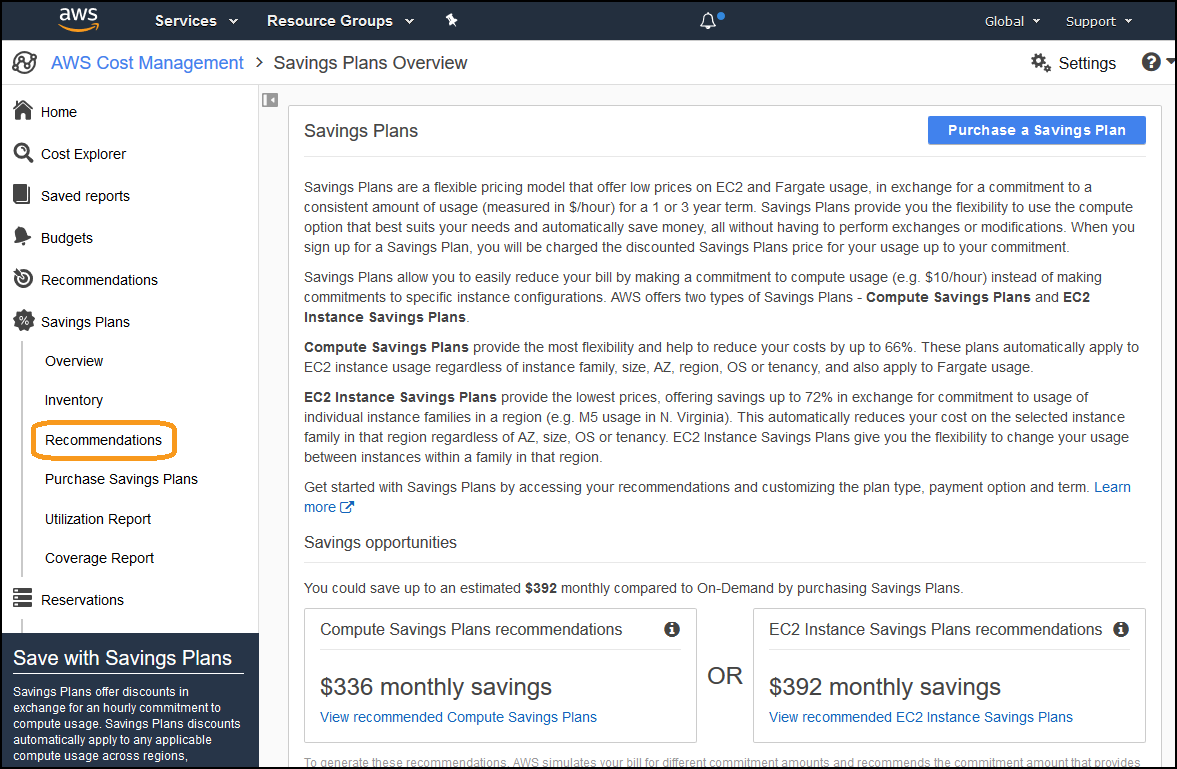 aws
Services
Resource Groups
Global
Support
AWS Cost Management > Savings Plans Overview
Settings
?
Home
Cost Explorer
Saved reports
Budgets
Recommendations
% Savings Plans
Overview
Inventory
Recommendations
Purchase Savings Plans
Utilization Report
Coverage Report
Reservations
Save with Savings Plans
Savings Plans offer discounts in
exchange for an hourly commitment to
compute usage. Savings Plans discounts
automatically apply to any applicable
compute usage across regions,
Savings Plans
Purchase a Savings Plan
Savings Plans are a flexible pricing model that offer low prices on EC2 and Fargate usage, in exchange for a commitment to a
consistent amount of usage (measured in $/hour) for a 1 or 3 year term. Savings Plans provide you the flexibility to use the compute
option that best suits your needs and automatically save money, all without having to perform exchanges or modifications. When you
sign up for a Savings Plan, you will be charged the discounted Savings Plans price for your usage up to your commitment.
Savings Plans allow you to easily reduce your bill by making a commitment to compute usage (e.g. $10/hour) instead of making
commitments to specific instance configurations. AWS offers two types of Savings Plans - Compute Savings Plans and EC2
Instance Savings Plans.
Compute Savings Plans provide the most flexibility and help to reduce your costs by up to 66%. These plans automatically apply to
EC2 instance usage regardless of instance family, size, AZ, region, OS or tenancy, and also apply to Fargate usage.
EC2 Instance Savings Plans provide the lowest prices, offering savings up to 72% in exchange for commitment to usage of
individual instance families in a region (e.g. M5 usage in N. Virginia). This automatically reduces your cost on the selected instance
family in that region regardless of AZ, size, OS or tenancy. EC2 Instance Savings Plans give you the flexibility to change your usage
between instances within a family in that region.
Get started with Savings Plans by accessing your recommendations and customizing the plan type, payment option and term. Learn
more
Savings opportunities
You could save up to an estimated $392 monthly compared to On-Demand by purchasing Savings Plans.
Compute Savings Plans recommendations
$336 monthly savings
View recommended Compute Savings Plans
OR
EC2 Instance Savings Plans recommendations
$392 monthly savings
View recommended EC2 Instance Savings Plans
To generate these recommendations, AWS simulates your bill for different commitment amounts and recommends the commitment amount that provides